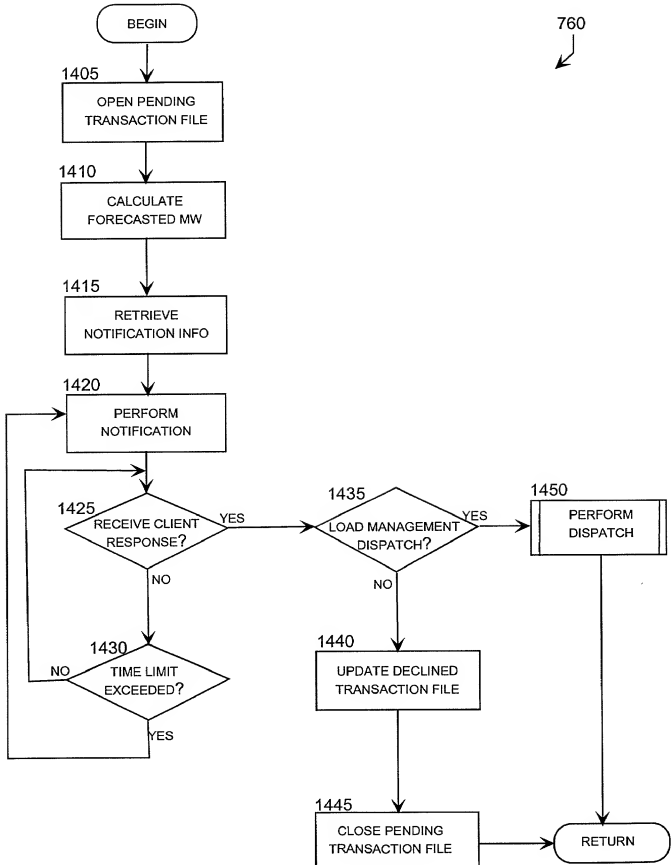 BEGIN
760
1405
OPEN PENDING
TRANSACTION FILE
1410
CALCULATE
FORECASTED MW
1415
RETRIEVE
NOTIFICATION INFO
1420
PERFORM
NOTIFICATION
1425
RECEIVE CLIENT
RESPONSE?
YES
NO
1435
LOAD MANAGEMENT
DISPATCH?
YES
NO
1450
PERFORM
DISPATCH
1430
TIME LIMIT
EXCEEDED?
NO
YES
1440
UPDATE DECLINED
TRANSACTION FILE
1445
CLOSE PENDING
TRANSACTION FILE
RETURN